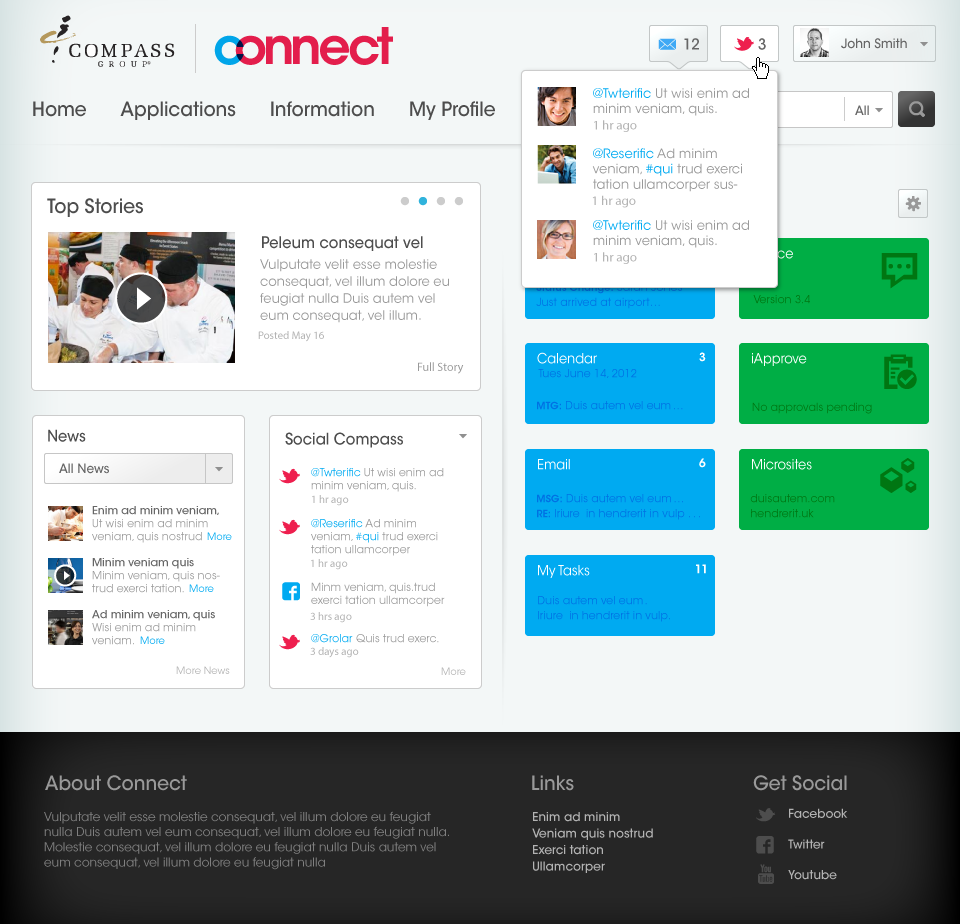 COMPASS
GROUP
connect
12
3
John Smith
Home
Applications
Information
My Profile
All
@Twterific Ut wisi enim ad
minim veniam, quis.
1 hr ago
@Reserific Ad minim
veniam, #qui trud exerci
tation ullamcorper sus-
1 hr ago
@Twterific Ut wisi enim ad
minim veniam, quis.
1 hr ago
Top Stories
Peleum consequat vel
Vulputate velit esse molestie
consequat, vel illum dolore eu
feugiat nulla Duis autem vel
eum consequat, vel illum.
Posted May 16
Full Story
News
All News
Enim ad minim veniam,
Ut wisi enim ad minim
veniam, quis nostrud More
Minim veniam quis
Minim veniam, quis nos-
trud exerci tation. More
Ad minim veniam, quis
Wisi enim ad minim
veniam. More
More News
Social Compass
@Twterific Ut wisi enim ad
minim veniam, quis.
1 hr ago
@Reserific Ad minim
veniam, #qui trud exerci
tation ullamcorper
1 hr ago
Minm veniam, quis.trud
exerci tation ullamcorper
3 hrs ago
@Grolar Quis trud exerc.
3 days ago
More
Just arrived at airport...
ce
Version 3.4
Calendar
3
Tues June 14, 2012
MTG: Duis autem vel eum....
iApprove
No approvals pending
Email
6
MSG: Duis autem vel eum....
RE: Iriure in hendrerit in vulp....
Microsites
duisautem.com
hendrerit.uk
My Tasks
11
Duis autem vel eum.
Iriure in hendrerit in vulp.
About Connect
Vulputate velit esse molestie consequat, vel illum dolore eu feugiat
nulla Duis autem vel eum consequat, vel illum dolore eu feugiat nulla.
Molestie consequat, vel illum dolore eu feugiat nulla Duis autem vel
eum consequat, vel illum dolore eu feugiat nulla
Links
Enim ad minim
Veniam quis nostrud
Exerci tation
Ullamcorper
Get Social
Facebook
Twitter
You Tube
Youtube